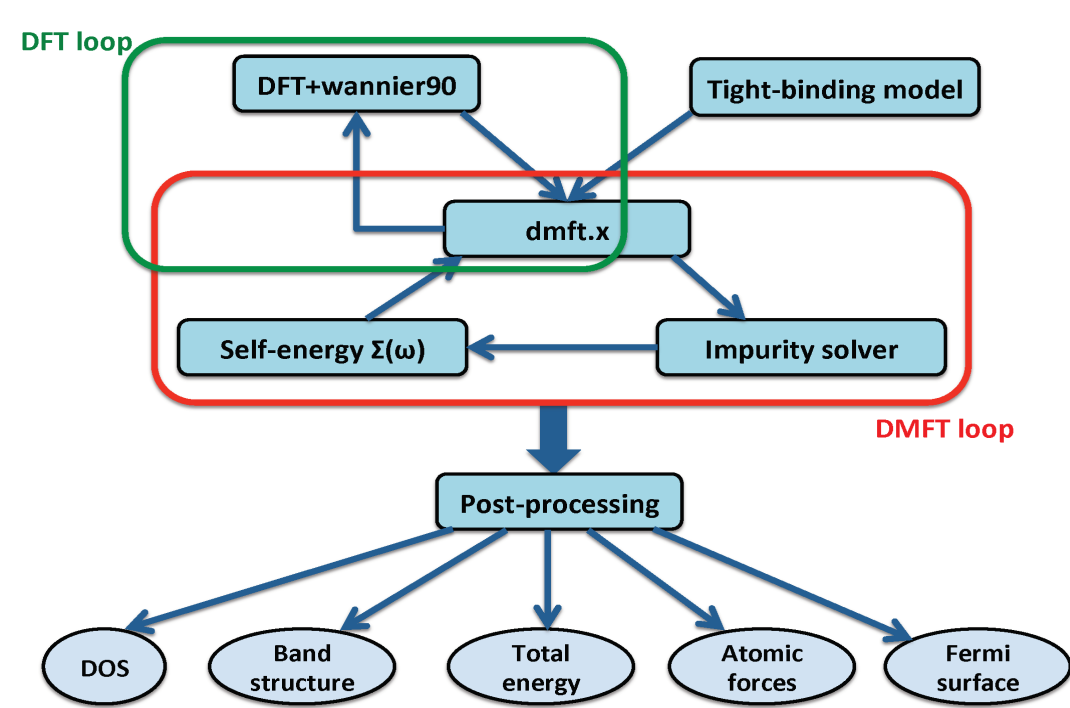 DFT loop
DFT+wannier90
Tight-binding model
dmft.x
Self-energy Σ(ω)
Impurity solver
DMFT loop
Post-processing
DOS
Band
structure
Total
energy
Atomic
forces
Fermi
surface